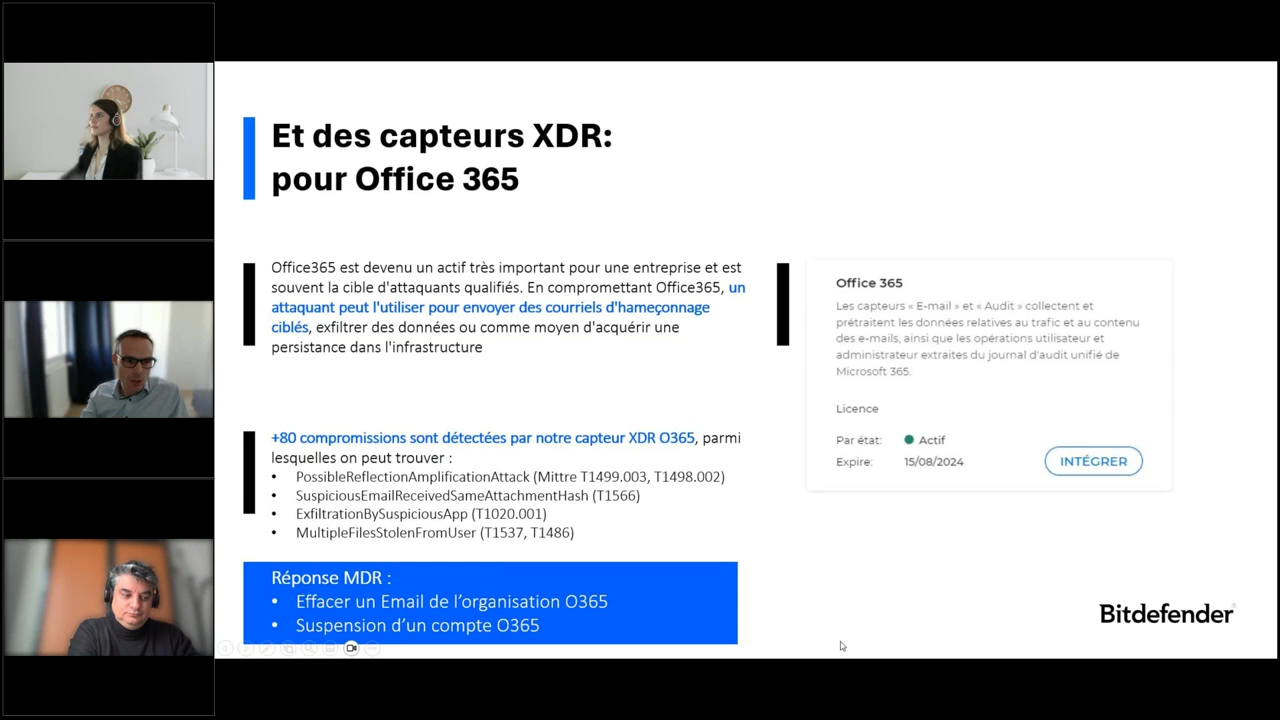 Et des capteurs XDR:
pour Office 365
Office365 est devenu un actif très important pour une entreprise et est
souvent la cible d'attaquants qualifiés. En compromettant Office365, un
attaquant peut l'utiliser pour envoyer des courriels d'hameçonnage
ciblés, exfiltrer des données ou comme moyen d'acquérir une
persistance dans l'infrastructure
+80 compromissions sont détectées par notre capteur XDR O365, parmi
lesquelles on peut trouver :
• PossibleReflectionAmplificationAttack (Mittre T1499.003, T1498.002)
• SuspiciousEmailReceivedSameAttachmentHash (T1566)
• ExfiltrationBySuspiciousApp (T1020.001)
• MultipleFilesStolenFromUser (T1537, T1486)
Réponse MDR :
• Effacer un Email de l’organisation O365
• Suspension d’un compte O365
Office 365
Les capteurs « E-mail » et « Audit » collectent et
prétraitent les données relatives au trafic et au contenu
des e-mails, ainsi que les opérations utilisateur et
administrateur extraites du journal d'audit unifié de
Microsoft 365.
Licence
Par état: Actif
Expire: 15/08/2024
INTÉGRER
Bitdefender